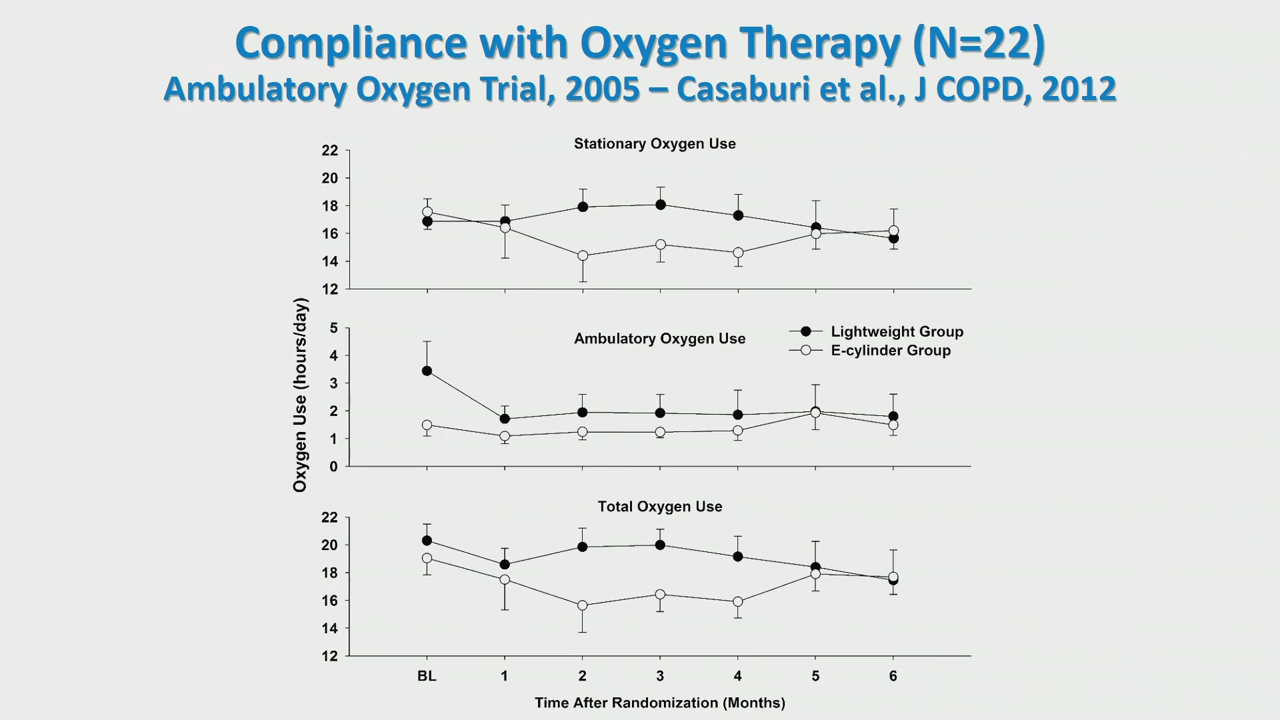 Compliance with Oxygen Therapy (N=22)
Ambulatory Oxygen Trial, 2005 – Casaburi et al., J COPD, 2012
Stationary Oxygen Use
22
20
18
16
14
12
Oxygen Use (hours/day)
Ambulatory Oxygen Use
Lightweight Group
E-cylinder Group
5
4
3
2
1
0
Total Oxygen Use
22
20
18
16
14
12
BL 1 2 3 4 5 6
Time After Randomization (Months)